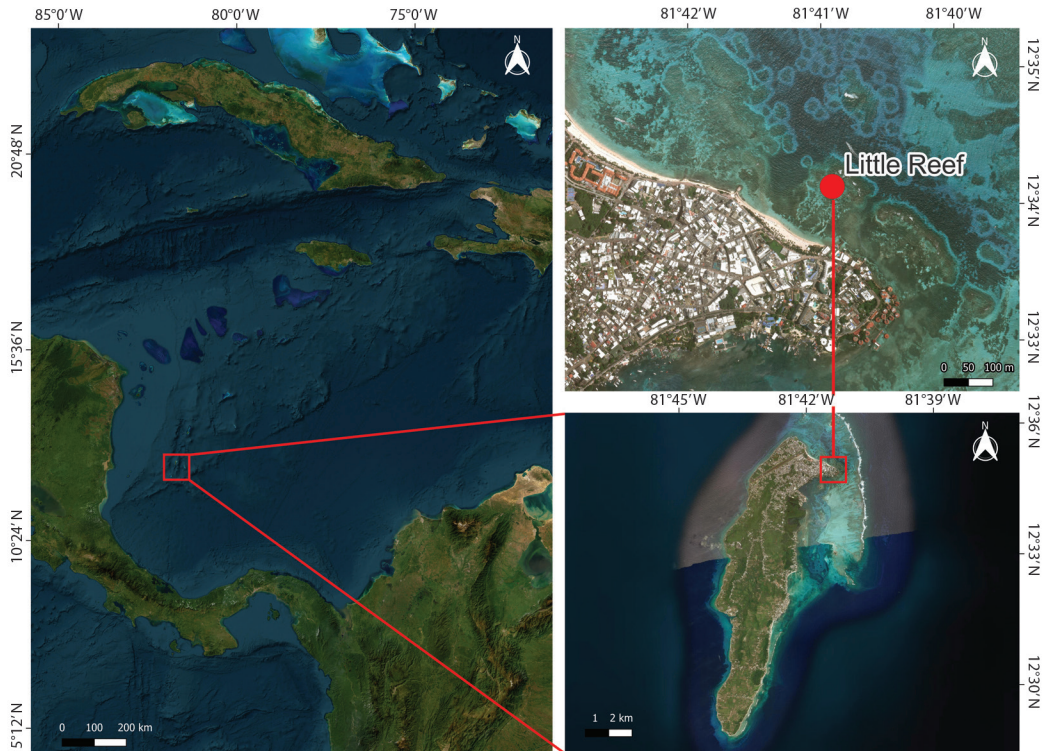 85°0'W 80°0'W 75°0'W
20°48'N
15°36'N
10°24'N
5°12'N
N
0 100 200 km
81°42'W 81°41'W 81°40'W
12°35'N
12°34'N
12°33'N
N
Little Reef
0 50 100 m
81°45'W 81°42'W 81°39'W
12°36'N
12°33'N
12°30'N
N
1 2 km